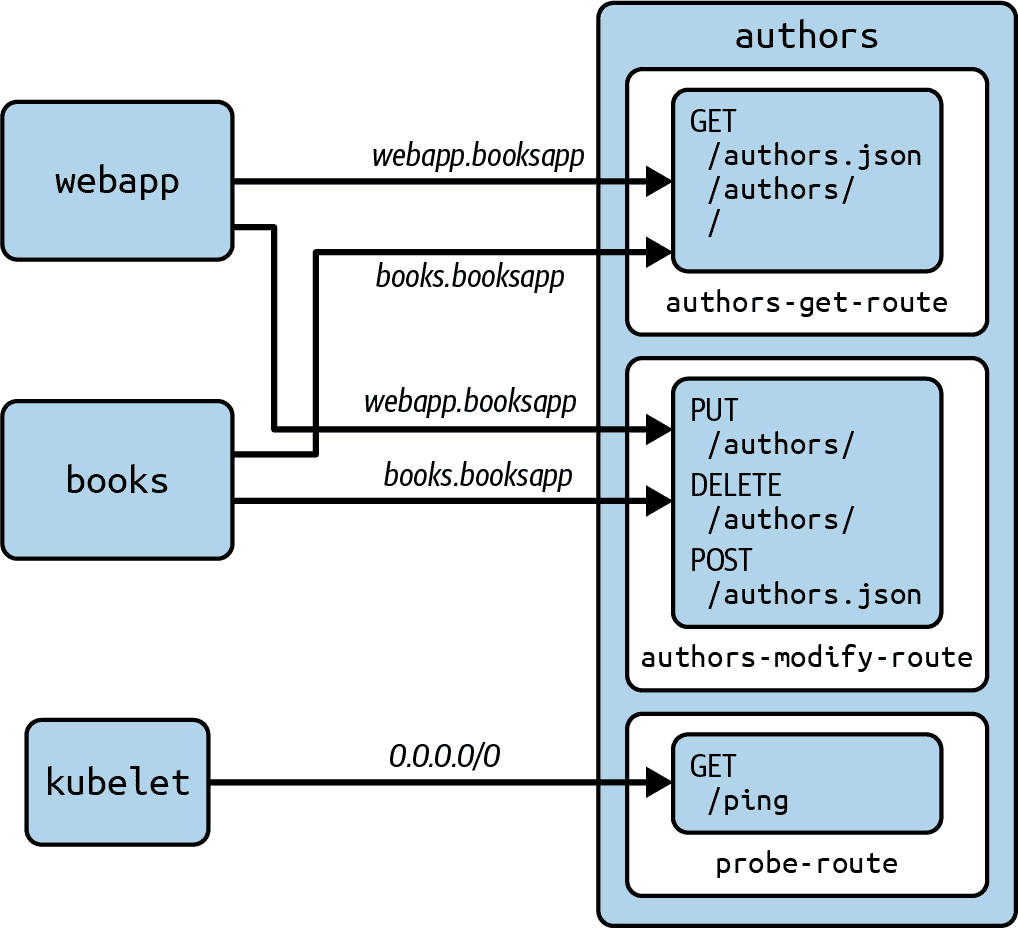 authors
webapp
webapp.booksapp
GET
/authors.json
/authors/
/
books.booksapp
authors-get-route
books
webapp.booksapp
books.booksapp
PUT
/authors/
DELETE
/authors/
POST
/authors.json
authors-modify-route
kubelet
0.0.0.0/0
GET
/ping
probe-route